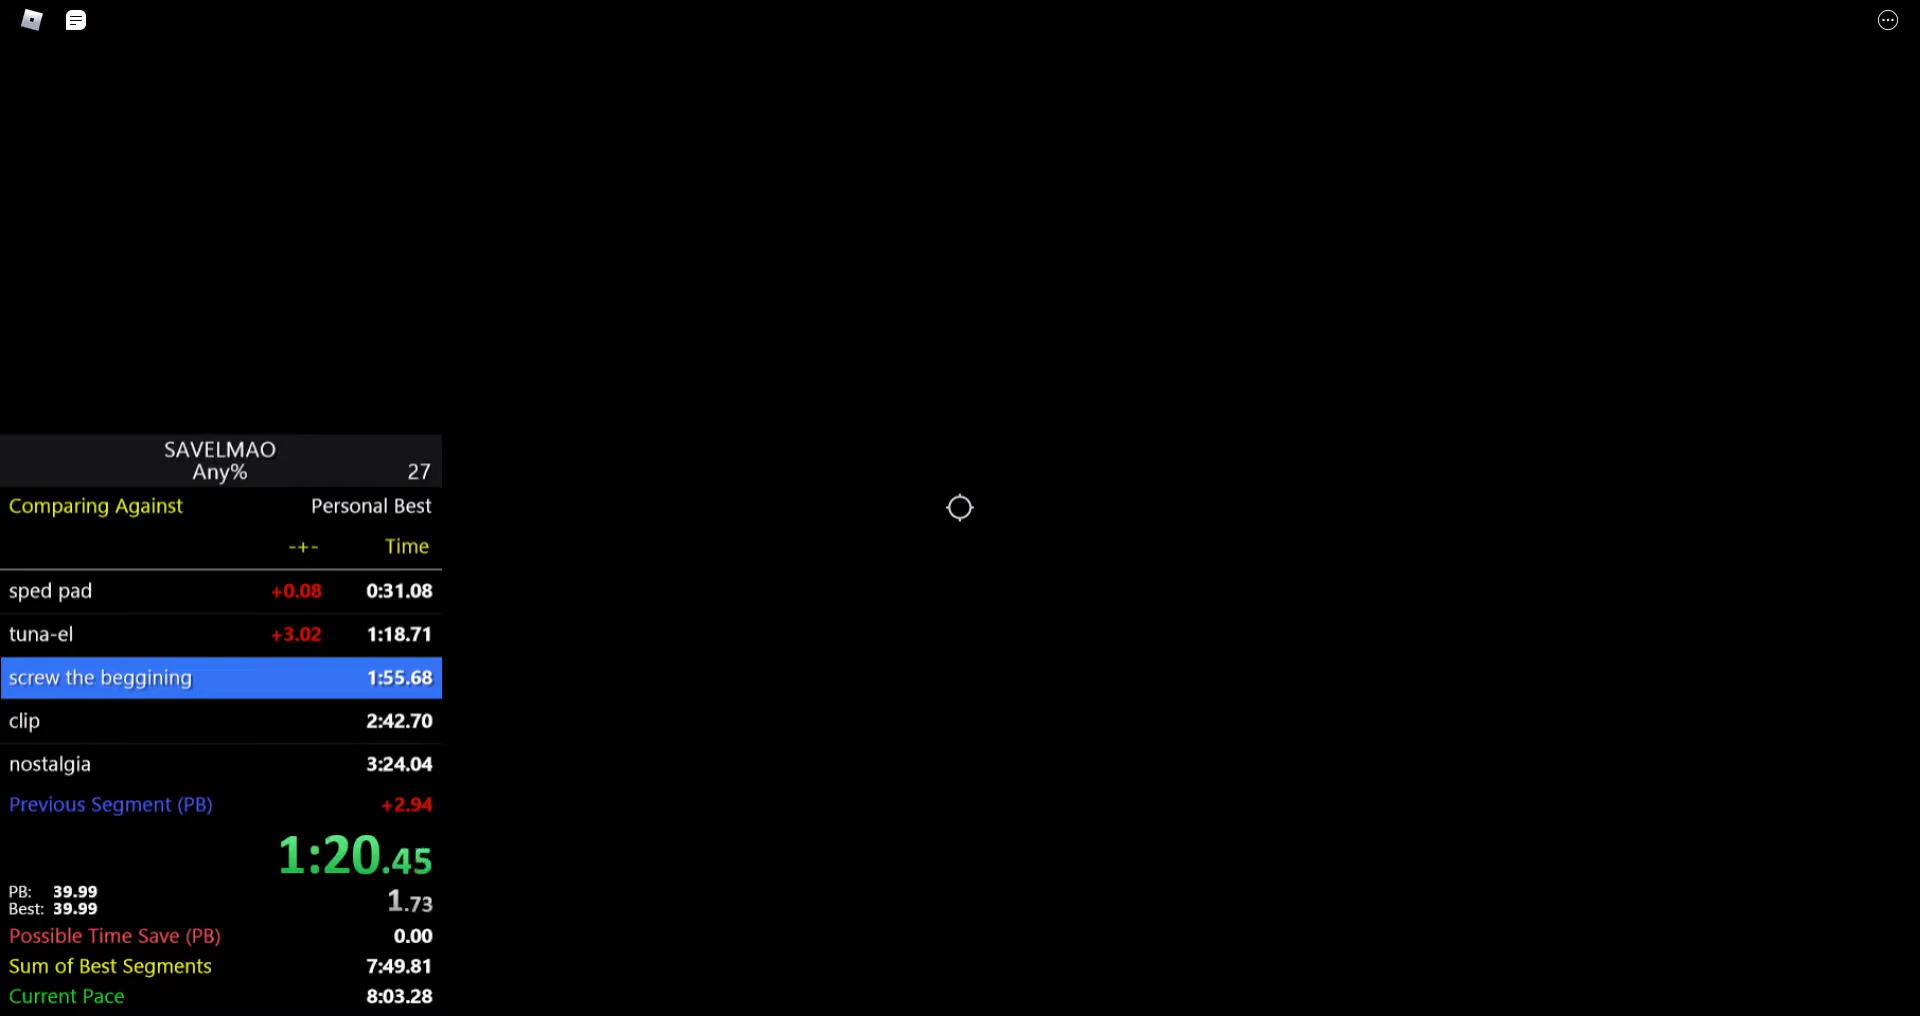 SAVELMAO
Any% 27
Comparing Against Personal Best
-+- Time
sped pad +0.08 0:31.08
tuna-el +3.02 1:18.71
screw the beggining 1:55.68
clip 2:42.70
nostalgia 3:24.04
Previous Segment (PB) +2.94
1:20.45
PB: 39.99 1.73
Best: 39.99
Possible Time Save (PB) 0.00
Sum of Best Segments 7:49.81
Current Pace 8:03.28